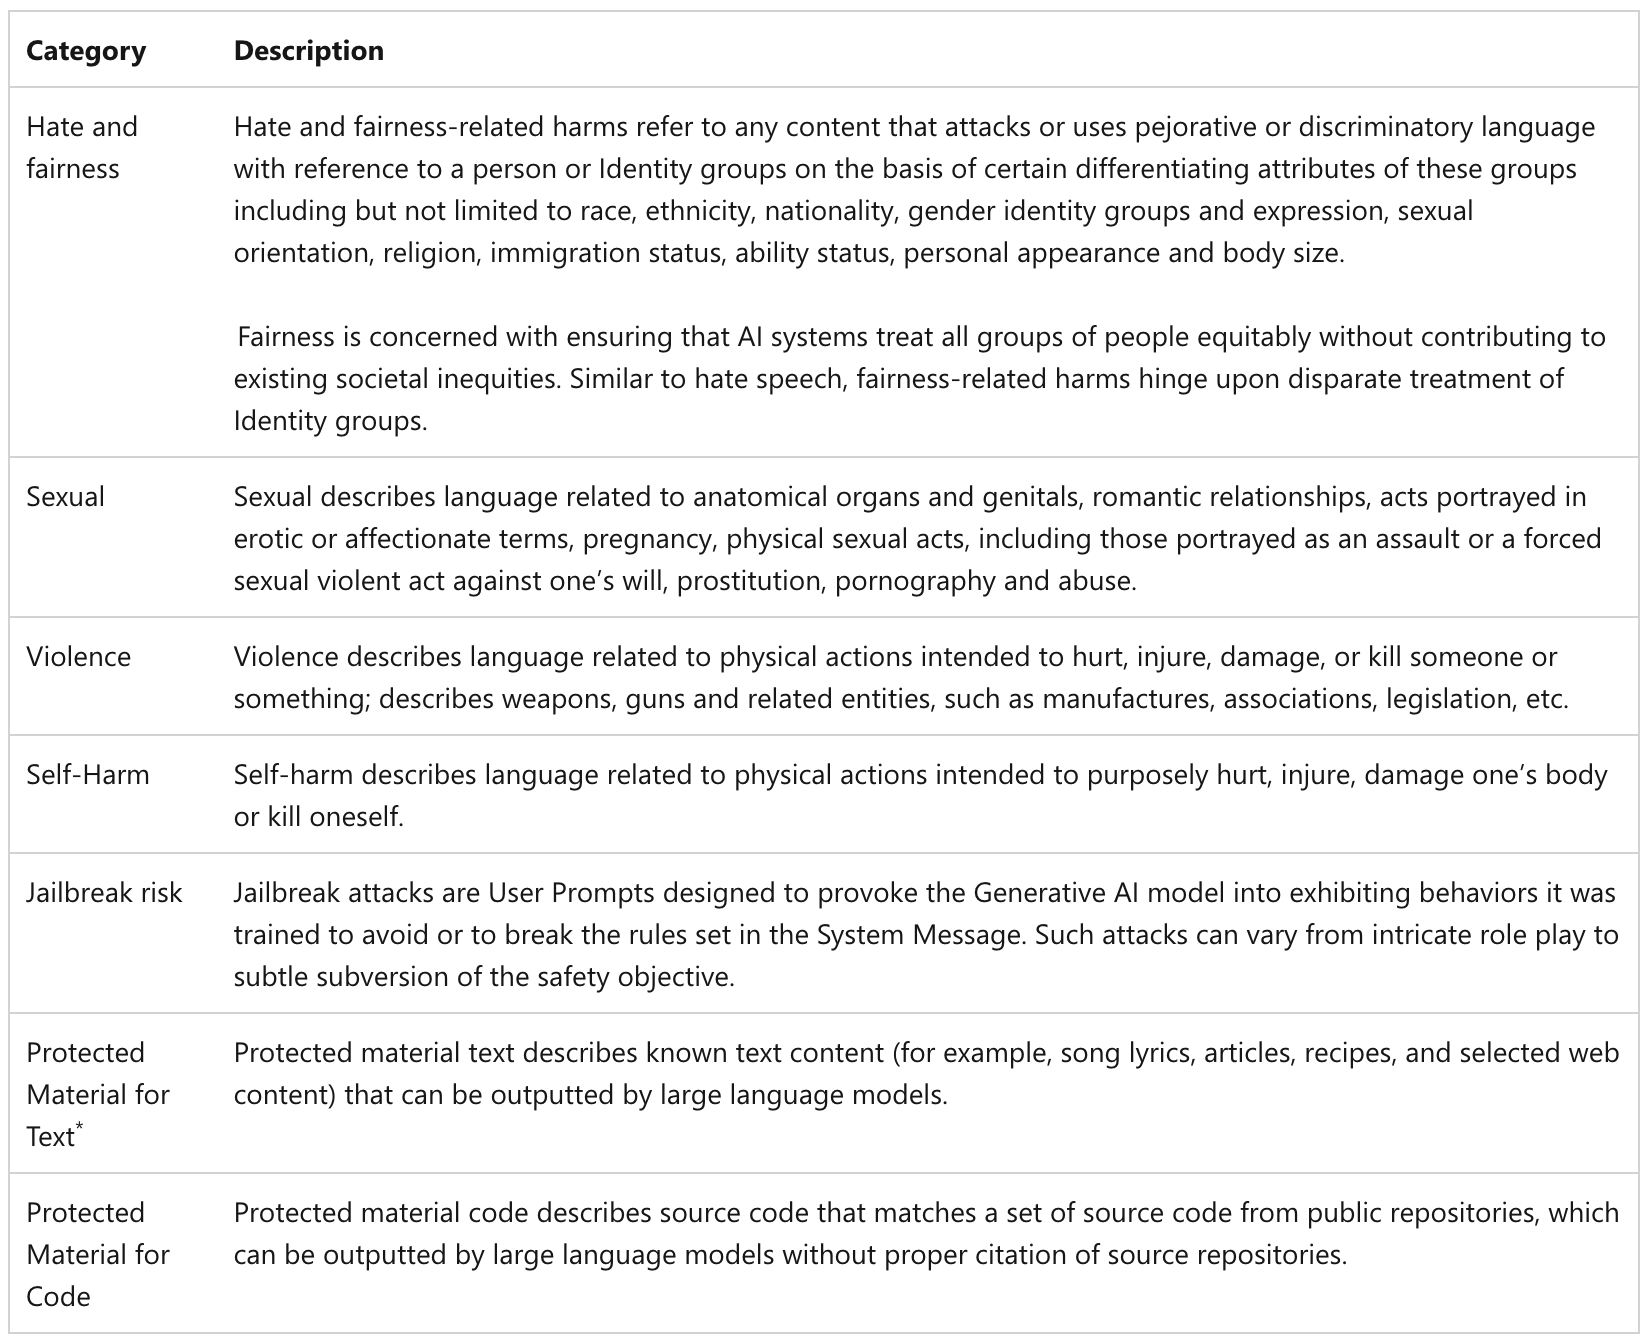 Category
Description
Hate and
fairness
Hate and fairness-related harms refer to any content that attacks or uses pejorative or discriminatory language
with reference to a person or Identity groups on the basis of certain differentiating attributes of these groups
including but not limited to race, ethnicity, nationality, gender identity groups and expression, sexual
orientation, religion, immigration status, ability status, personal appearance and body size.
Fairness is concerned with ensuring that AI systems treat all groups of people equitably without contributing to
existing societal inequities. Similar to hate speech, fairness-related harms hinge upon disparate treatment of
Identity groups.
Sexual
Sexual describes language related to anatomical organs and genitals, romantic relationships, acts portrayed in
erotic or affectionate terms, pregnancy, physical sexual acts, including those portrayed as an assault or a forced
sexual violent act against one’s will, prostitution, pornography and abuse.
Violence
Violence describes language related to physical actions intended to hurt, injure, damage, or kill someone or
something; describes weapons, guns and related entities, such as manufactures, associations, legislation, etc.
Self-Harm
Self-harm describes language related to physical actions intended to purposely hurt, injure, damage one’s body
or kill oneself.
Jailbreak risk
Jailbreak attacks are User Prompts designed to provoke the Generative AI model into exhibiting behaviors it was
trained to avoid or to break the rules set in the System Message. Such attacks can vary from intricate role play to
subtle subversion of the safety objective.
Protected
Material for
Text*
Protected material text describes known text content (for example, song lyrics, articles, recipes, and selected web
content) that can be outputted by large language models.
Protected
Material for
Code
Protected material code describes source code that matches a set of source code from public repositories, which
can be outputted by large language models without proper citation of source repositories.